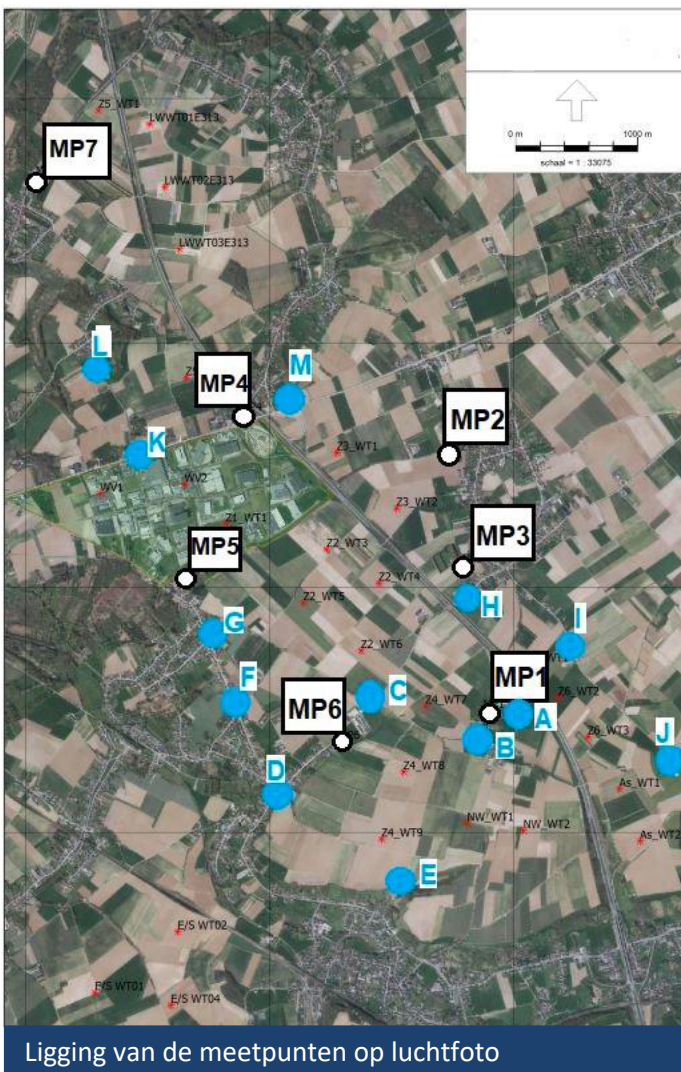 Z5_WT1
LWWT01E313
0 m
1000 m
schaal = 1 : 33075
MP7
LWWT02E313
LWWT03E313
L
MP4
M
MP2
K
Z3_WT1
WV1
WV2
Z3_WT2
Z1_WT1
MP3
MP5
Z2_WT3
Z2_WT4
H
Z2_WT5
G
I
Z2_WT6
MP1
C
Z6_WT2
F
MP6
Z4_WT7
A
B
Z6_WT3
J
Z4_WT8
As_WT1
D
NW_WT1
NW_WT2
As_WT2
Z4_WT9
E
E/S WT02
E/S WT01
E/S WT04
Ligging van de meetpunten op luchtfoto